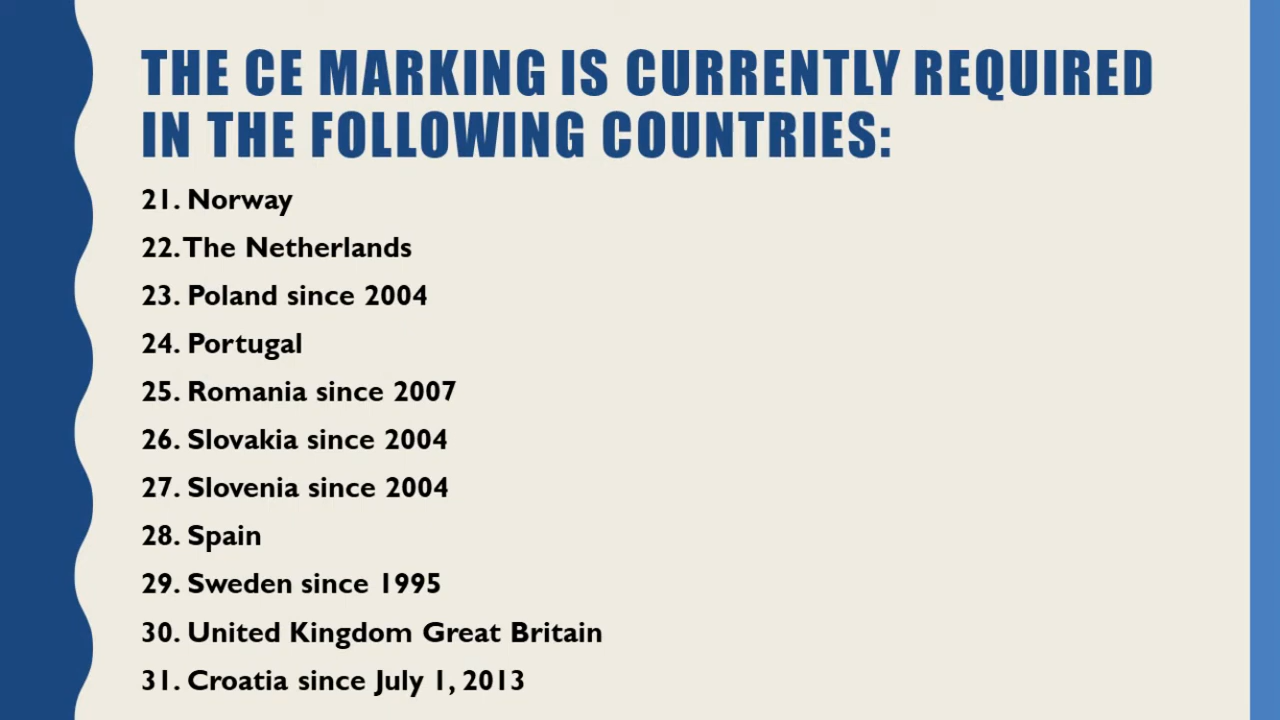 THE CE MARKING IS CURRENTLY REQUIRED
IN THE FOLLOWING COUNTRIES:
21. Norway
22. The Netherlands
23. Poland since 2004
24. Portugal
25. Romania since 2007
26. Slovakia since 2004
27. Slovenia since 2004
28. Spain
29. Sweden since 1995
30. United Kingdom Great Britain
31. Croatia since July 1, 2013